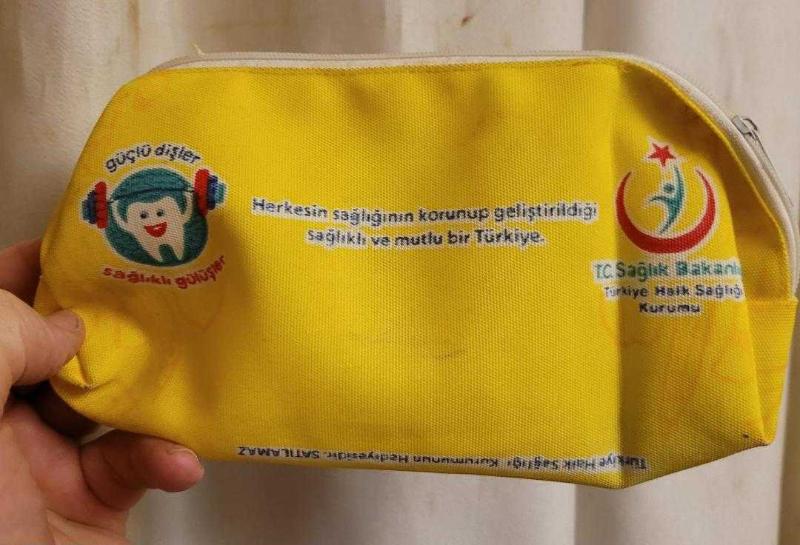 güçlü dişler
sağlıklı gülüşler
Herkesin sağlığının korunup geliştirildiği
sağlıklı ve mutlu bir Türkiye.
T.C. Sağlık Bakanlı
Türkiye Halk Sağlığı
Kurumu
Türkiye Halk Sağlığı Kurumunun Hediyesidir. SATILAMAZ